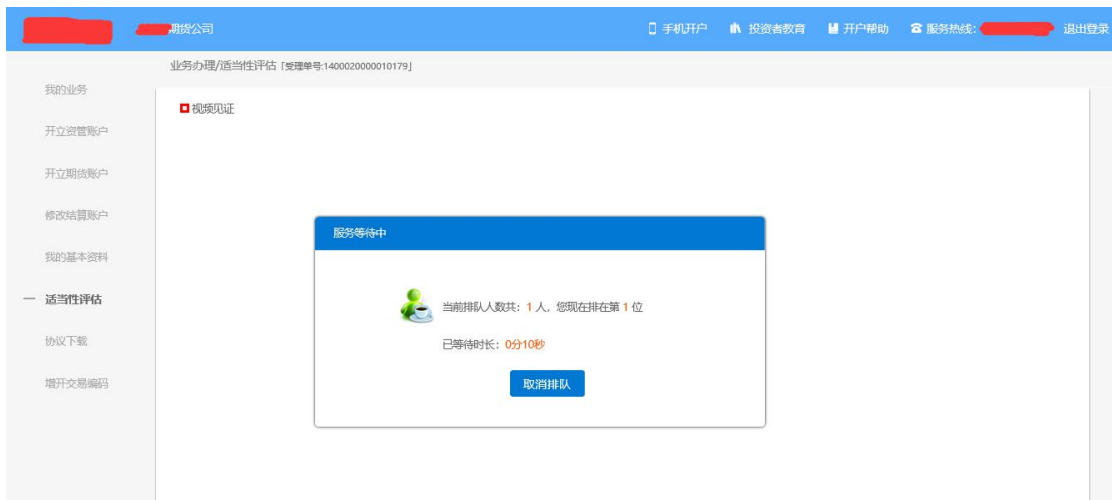 期货公司 手机开户 投资者教育 开户帮助 服务热线: 退出登录
业务办理/适当性评估「受理单号:1400020000010179」
我的业务
开立资管账户
开立期货账户
修改结算账户
我的基本资料
适当性评估
协议下载
增开交易编码
视频见证
服务等待中
当前排队人数共：1 人，您现在排在第 1 位
已等待时长：0分10秒
取消排队